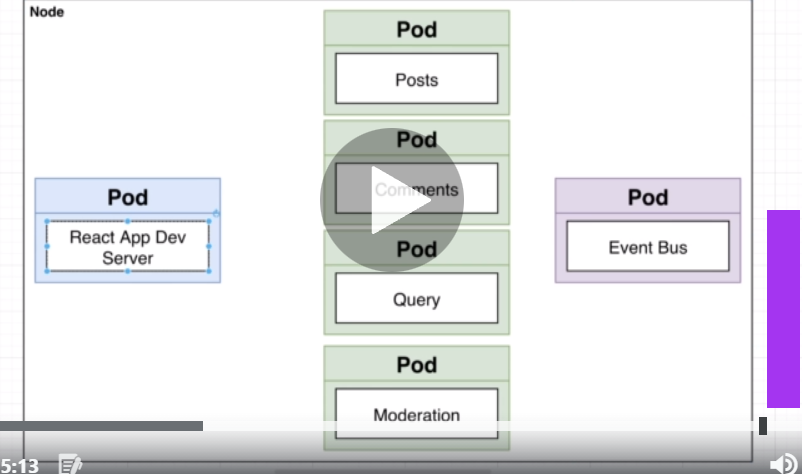 Node
Pod
Posts
Pod
Comments
Pod
React App Dev
Server
Pod
Event Bus
Pod
Query
Pod
Moderation
5:13